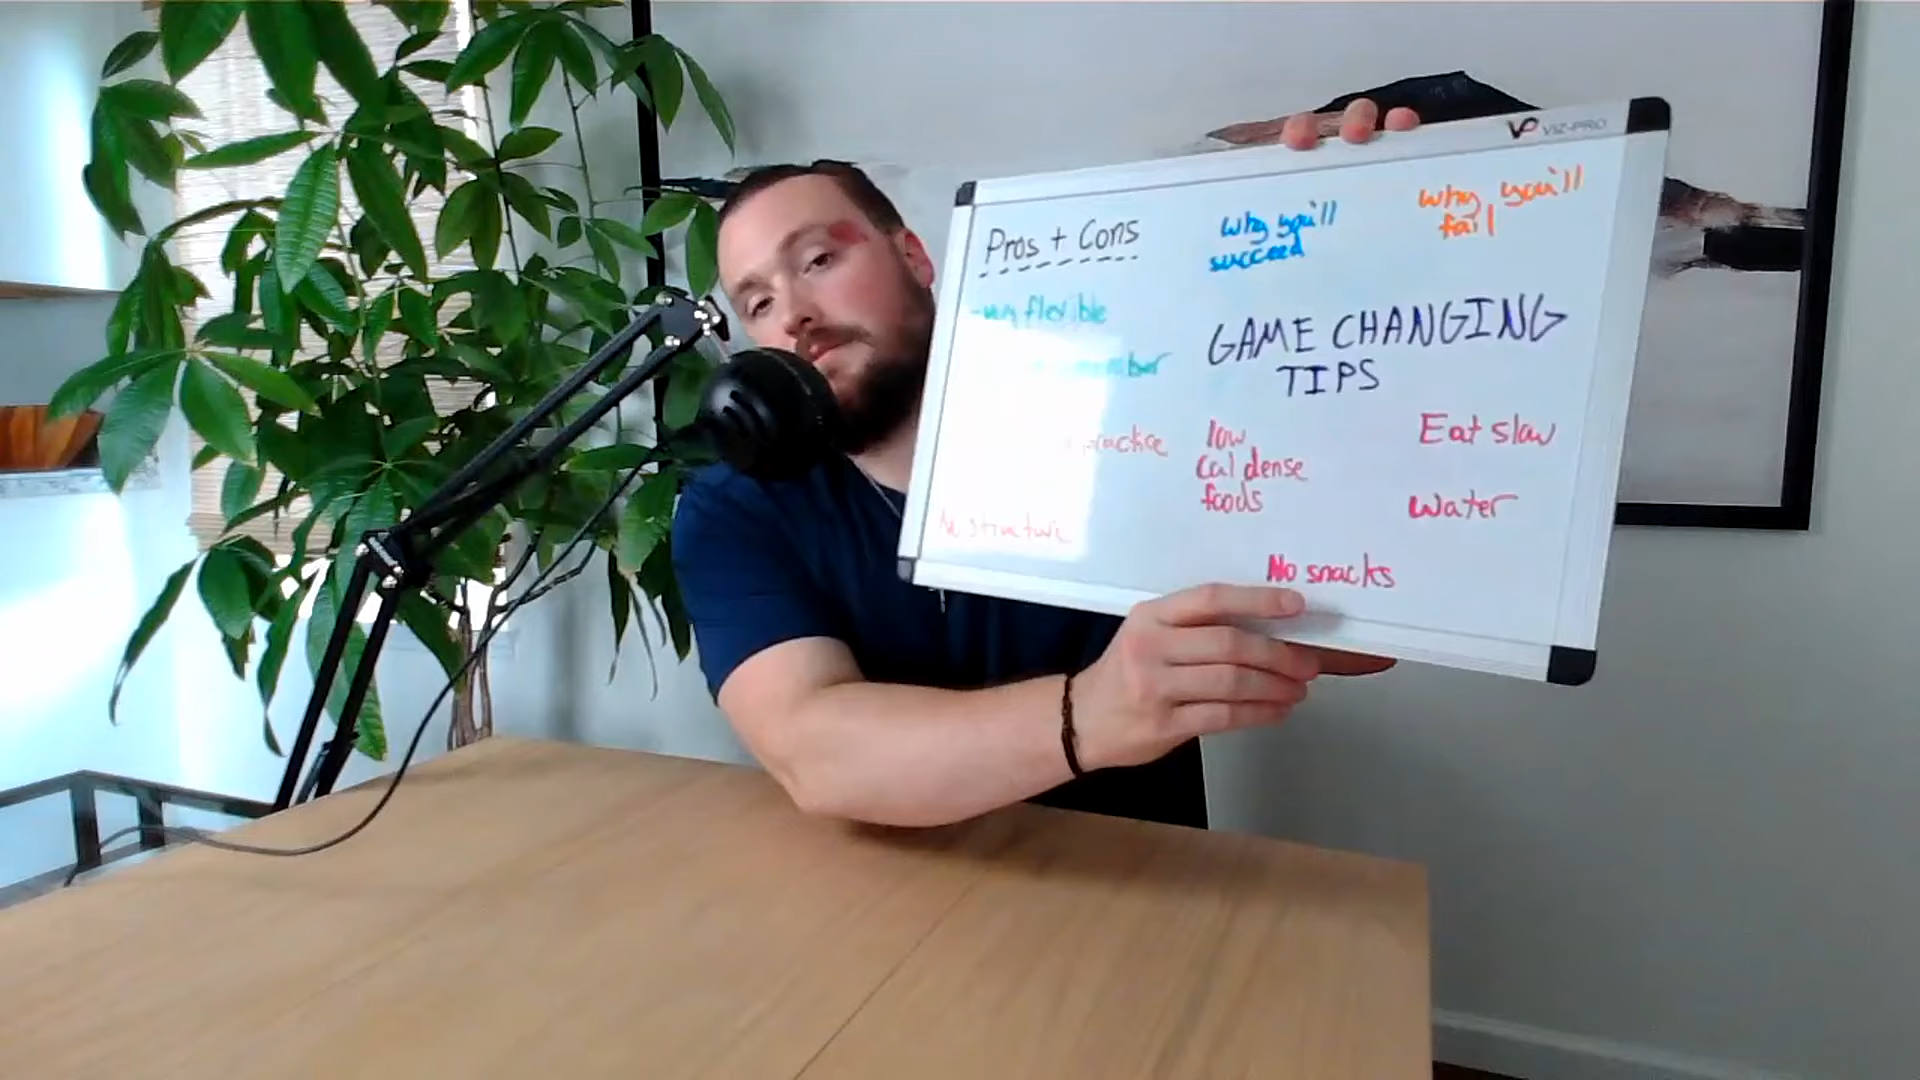 VIZ-PRO
Pros + Cons
- very flexible
practice
No structure
why you'll
succeed
why you'll
fail
GAME CHANGING
TIPS
low
Cal dense
foods
Eat slow
Water
No snacks